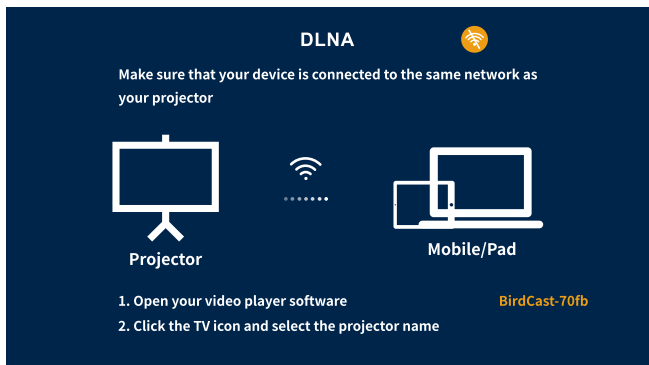 DLNA
Make sure that your device is connected to the same network as
your projector
Projector
Mobile/Pad
1. Open your video player software
BirdCast-70fb
2. Click the TV icon and select the projector name